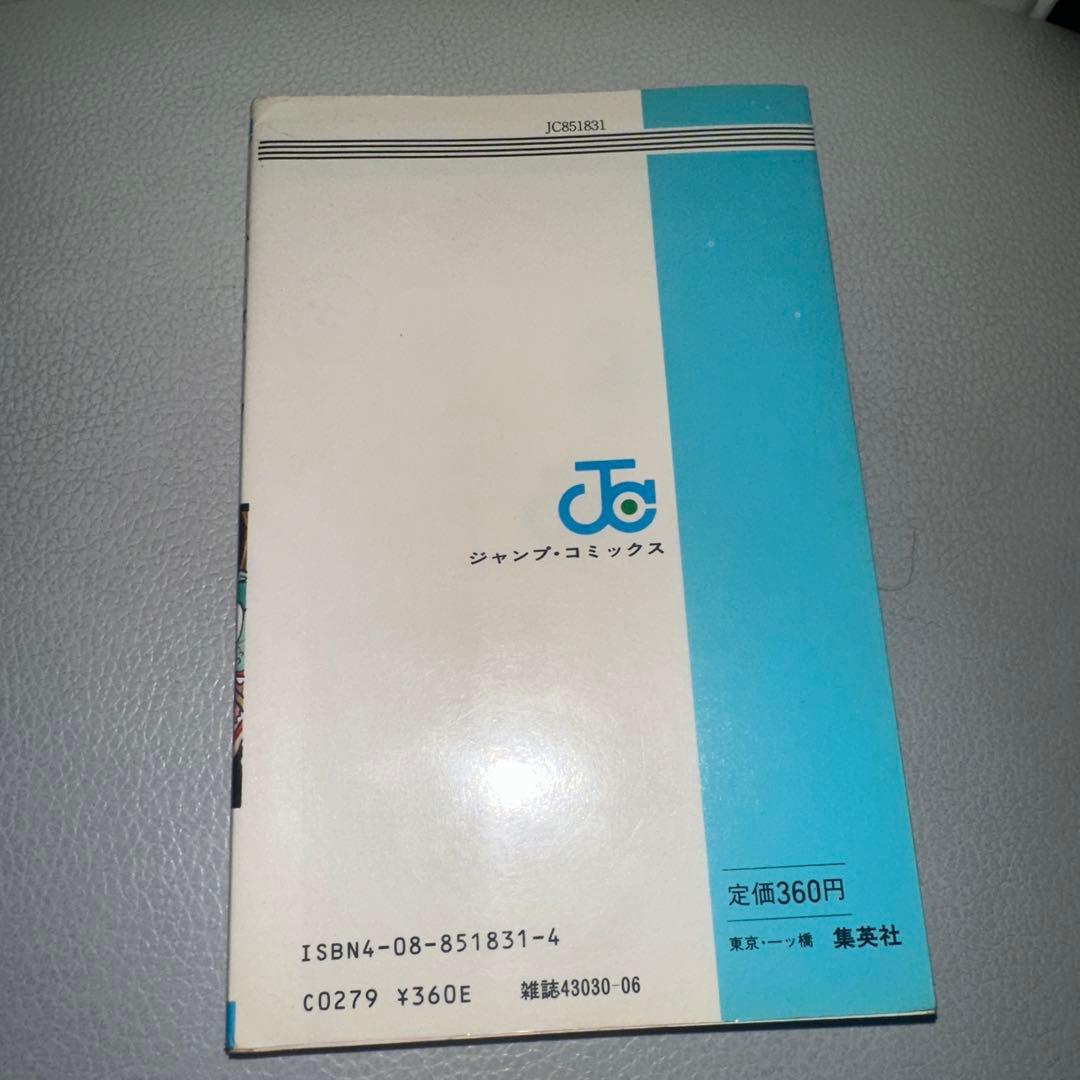 JC851831
JC
ジャンプ・コミックス
定価360円
東京・一ツ橋 集英社
ISBN4-08-851831-4
C0279 ¥360E 雑誌43030-06